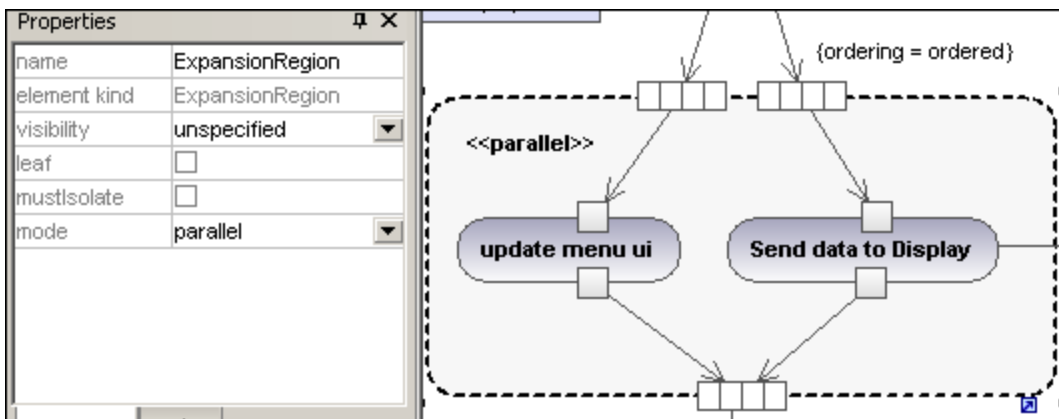 Properties
name ExpansionRegion
element kind ExpansionRegion
visibility unspecified
leaf
mustIsolate
mode parallel
{ordering = ordered}
<<parallel>>
update menu ui
Send data to Display